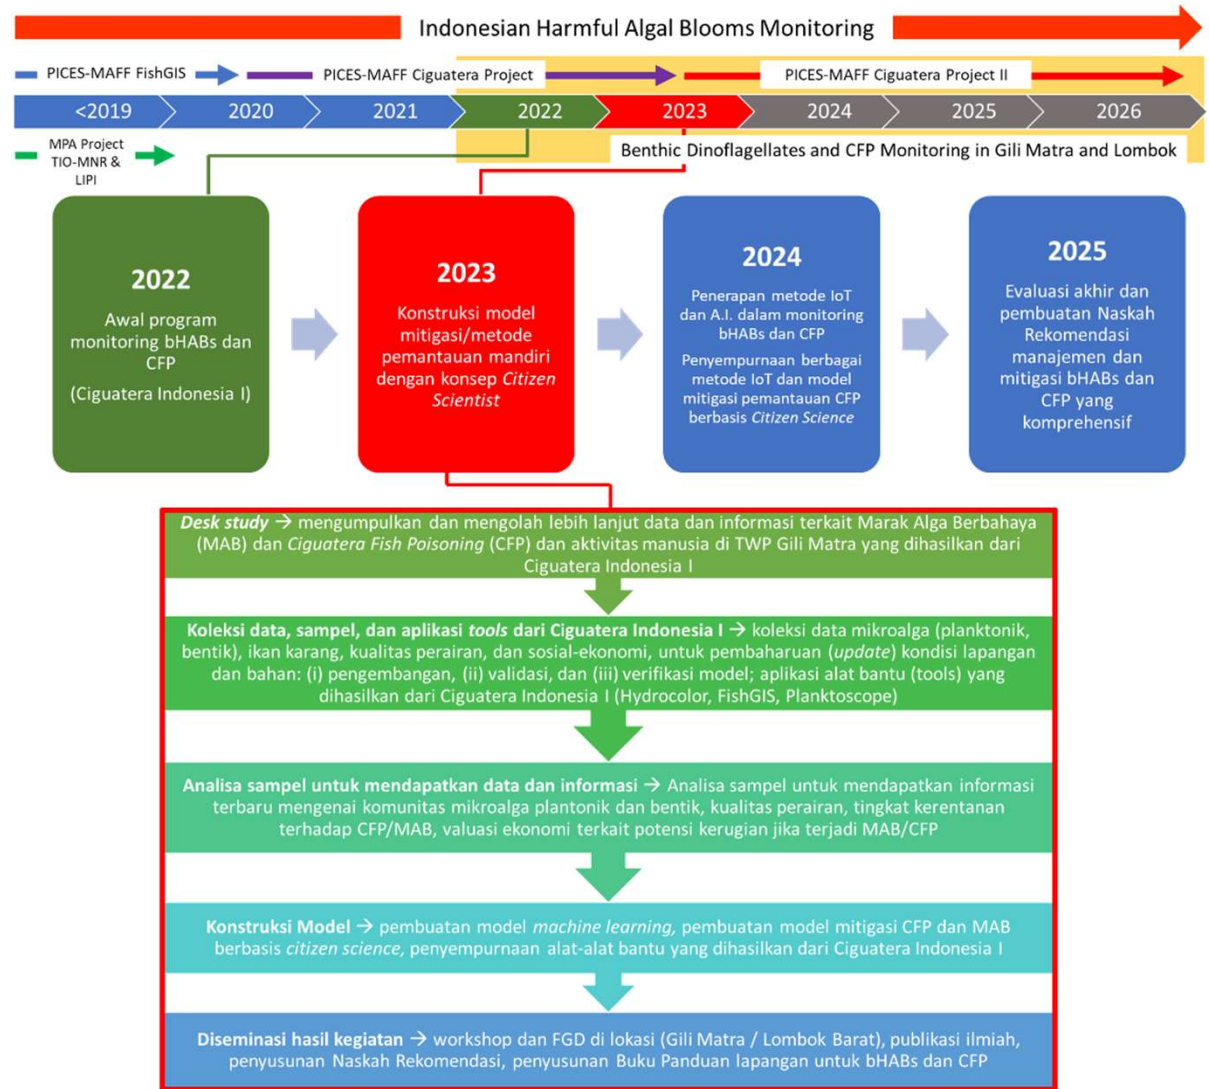 Indonesian Harmful Algal Blooms Monitoring
PICES-MAFF FishGIS
PICES-MAFF Ciguatera Project
PICES-MAFF Ciguatera Project II
<2019
2020
2021
2022
2023
2024
2025
2026
MPA Project
TIO-MNR &
LIPI
Benthic Dinoflagellates and CFP Monitoring in Gili Matra and Lombok
2022
Awal program
monitoring bHABs dan
CFP
(Ciguatera Indonesia I)
2023
Konstruksi model
mitigasi/metode
pemantauan mandiri
dengan konsep Citizen
Scientist
2024
Penerapan metode IoT
dan A.I. dalam monitoring
bHABs dan CFP
Penyempurnaan berbagai
metode IoT dan model
mitigasi pemantauan CFP
berbasis Citizen Science
2025
Evaluasi akhir dan
pembuatan Naskah
Rekomendasi
manajemen dan
mitigasi bHABs dan
CFP yang
komprehensif
Desk study → mengumpulkan dan mengolah lebih lanjut data dan informasi terkait Marak Alga Berbahaya
(MAB) dan Ciguatera Fish Poisoning (CFP) dan aktivitas manusia di TWP Gili Matra yang dihasilkan dari
Ciguatera Indonesia I
Koleksi data, sampel, dan aplikasi tools dari Ciguatera Indonesia I → koleksi data mikroalga (planktonik,
bentik), ikan karang, kualitas perairan, dan sosial-ekonomi, untuk pembaharuan (update) kondisi lapangan
dan bahan: (i) pengembangan, (ii) validasi, dan (iii) verifikasi model; aplikasi alat bantu (tools) yang
dihasilkan dari Ciguatera Indonesia I (Hydrocolor, FishGIS, Planktoscope)
Analisa sampel untuk mendapatkan data dan informasi → Analisa sampel untuk mendapatkan informasi
terbaru mengenai komunitas mikroalga plantonik dan bentik, kualitas perairan, tingkat kerentanan
terhadap CFP/MAB, valuasi ekonomi terkait potensi kerugian jika terjadi MAB/CFP
Konstruksi Model → pembuatan model machine learning, pembuatan model mitigasi CFP dan MAB
berbasis citizen science, penyempurnaan alat-alat bantu yang dihasilkan dari Ciguatera Indonesia I
Diseminasi hasil kegiatan → workshop dan FGD di lokasi (Gili Matra / Lombok Barat), publikasi ilmiah,
penyusunan Naskah Rekomendasi, penyusunan Buku Panduan lapangan untuk bHABs dan CFP